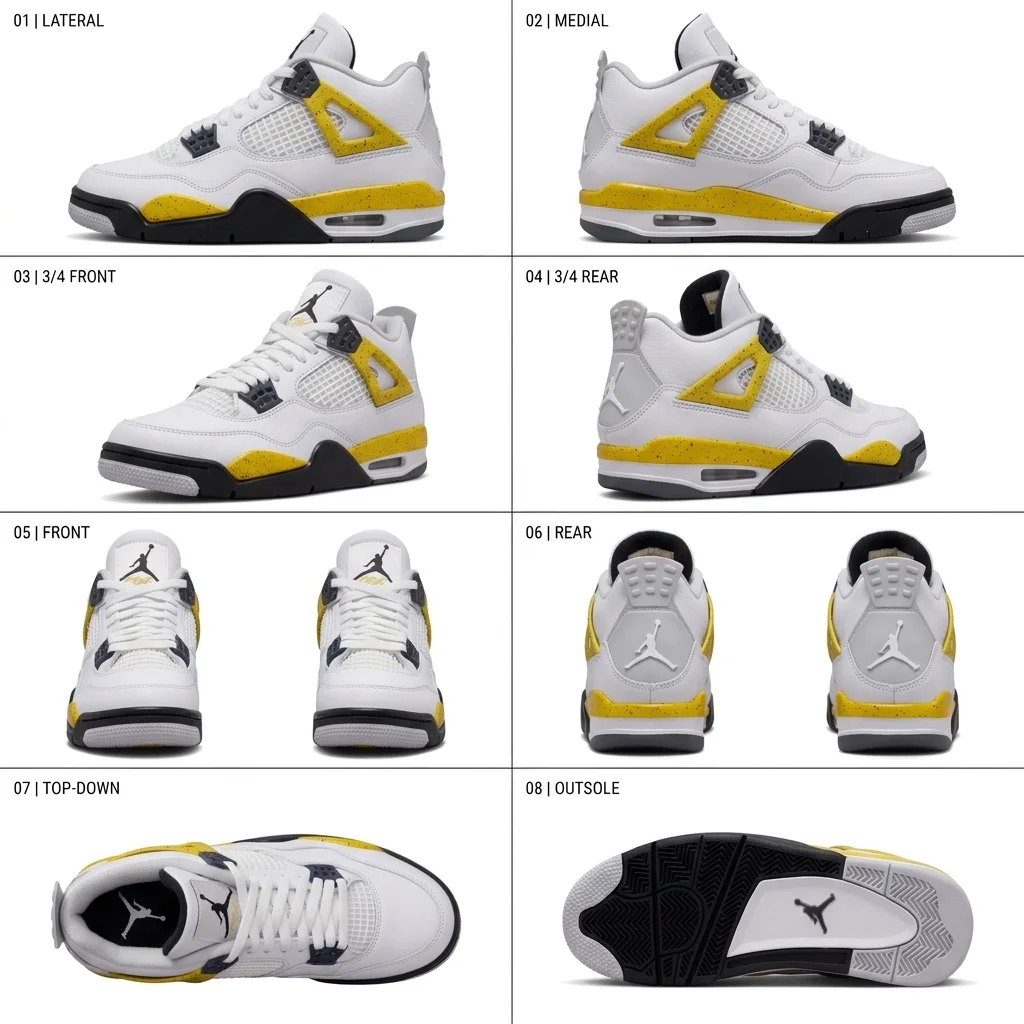 01 | LATERAL
02 | MEDIAL
03 | 3/4 FRONT
04 | 3/4 REAR
05 | FRONT
06 | REAR
07 | TOP-DOWN
08 | OUTSOLE